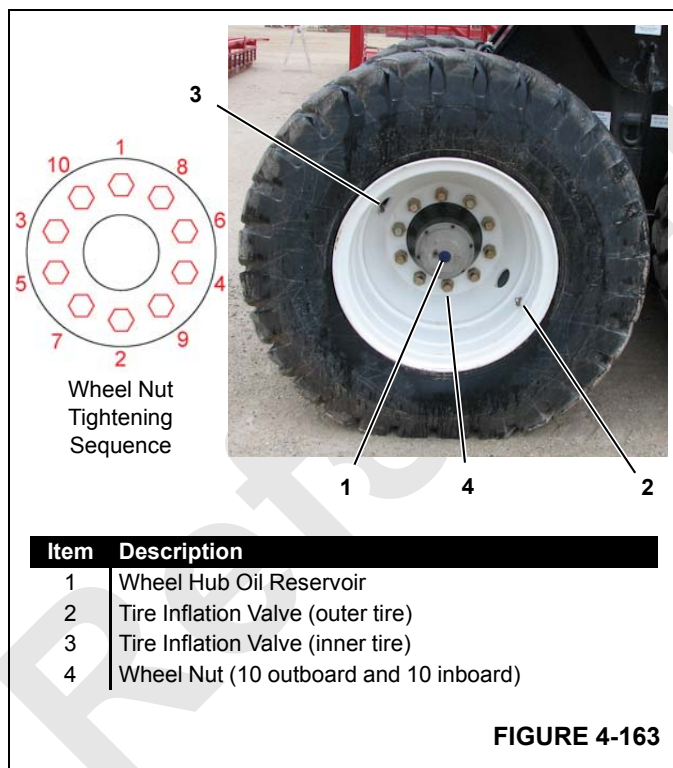 3
1
10
8
3
6
5
4
7
9
2
Wheel Nut
Tightening
Sequence
1
4
2
Item Description
1 Wheel Hub Oil Reservoir
2 Tire Inflation Valve (outer tire)
3 Tire Inflation Valve (inner tire)
4 Wheel Nut (10 outboard and 10 inboard)
FIGURE 4-163